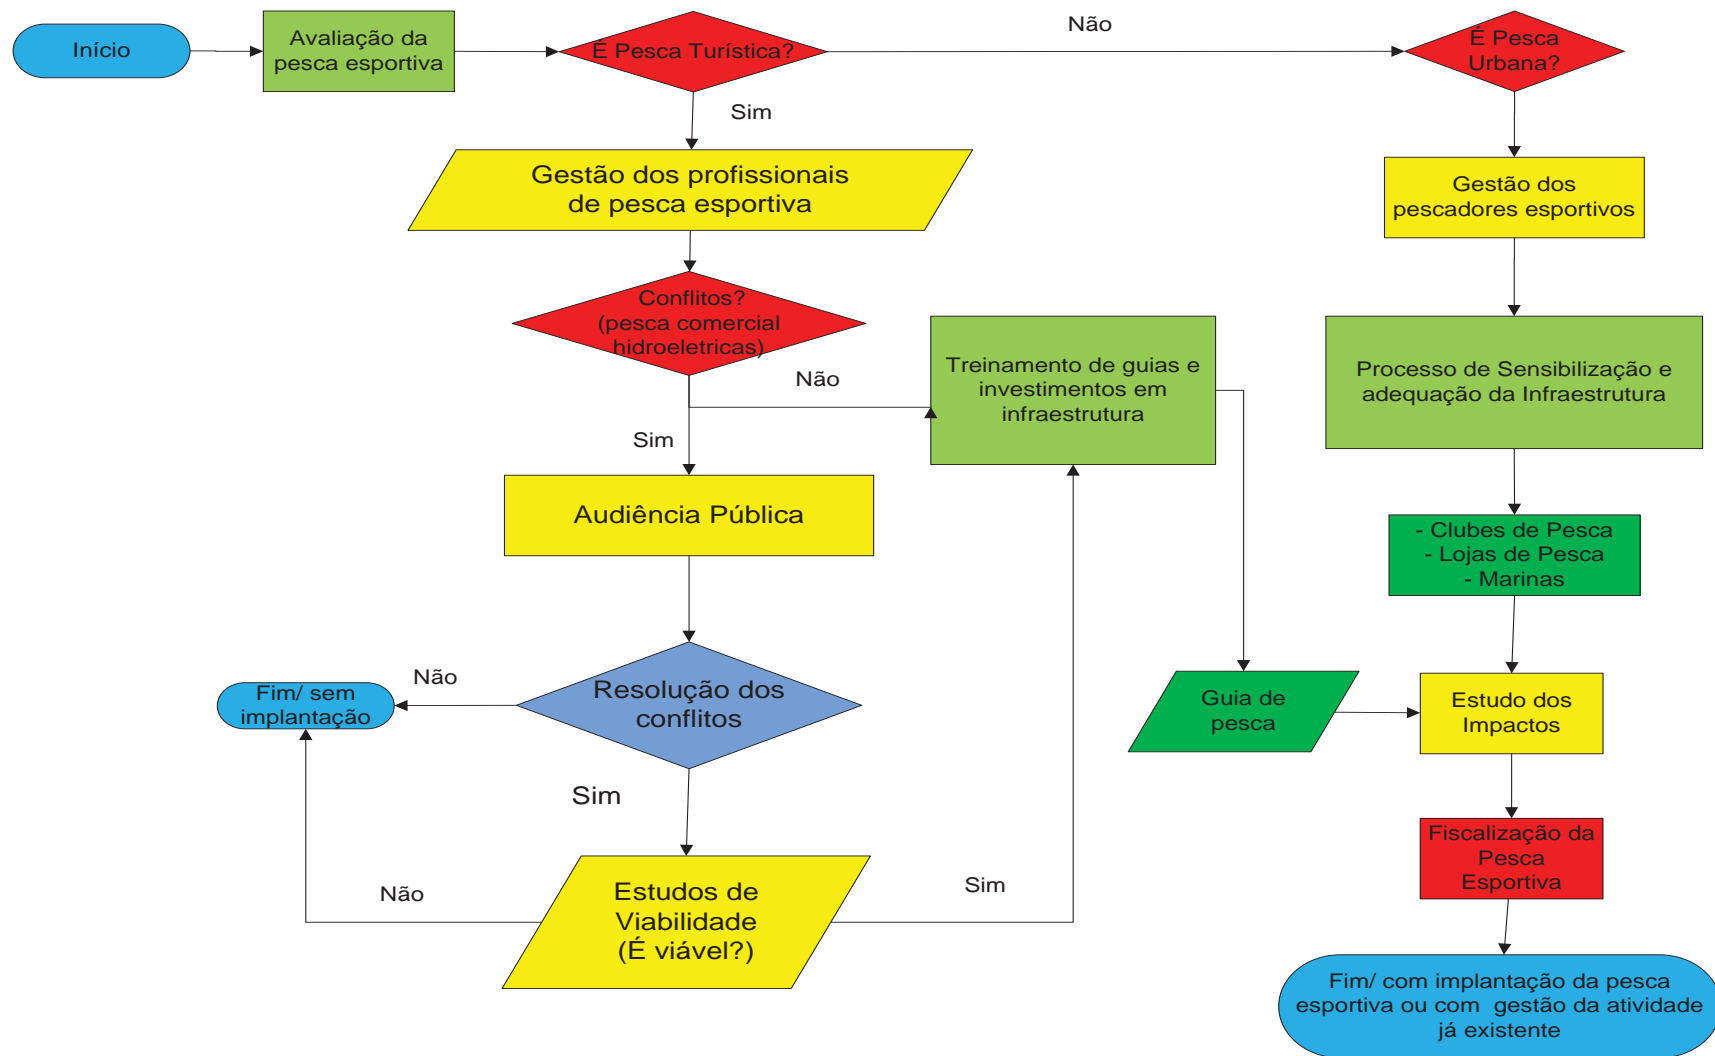 Início
Avaliação da
pesca esportiva
É Pesca Turística?
Não
É Pesca
Urbana?
Sim
Gestão dos profissionais
de pesca esportiva
Gestão dos
pescadores esportivos
Conflitos?
(pesca comercial
hidroeletricas)
Não
Treinamento de guias e
investimentos em
infraestrutura
Processo de Sensibilização e
adequação da Infraestrutura
Sim
Audiência Pública
- Clubes de Pesca
- Lojas de Pesca
- Marinas
Não
Fim/ sem
implantação
Resolução dos
conflitos
Guia de
pesca
Estudo dos
Impactos
Sim
Não
Estudos de
Viabilidade
(É viável?)
Sim
Fiscalização da
Pesca
Esportiva
Fim/ com implantação da pesca
esportiva ou com  gestão da atividade
já existente